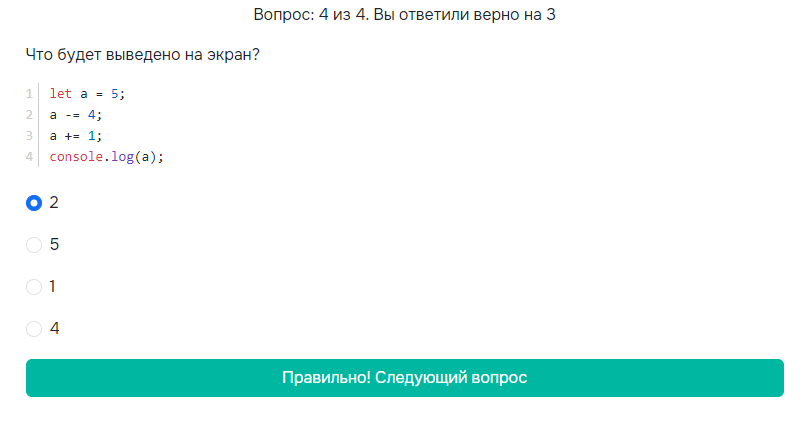 Вопрос: 4 из 4. Вы ответили верно на 3
Что будет выведено на экран?
1 let a = 5;
2 a -= 4;
3 a += 1;
4 console.log(a);
2
5
1
4
Правильно! Следующий вопрос